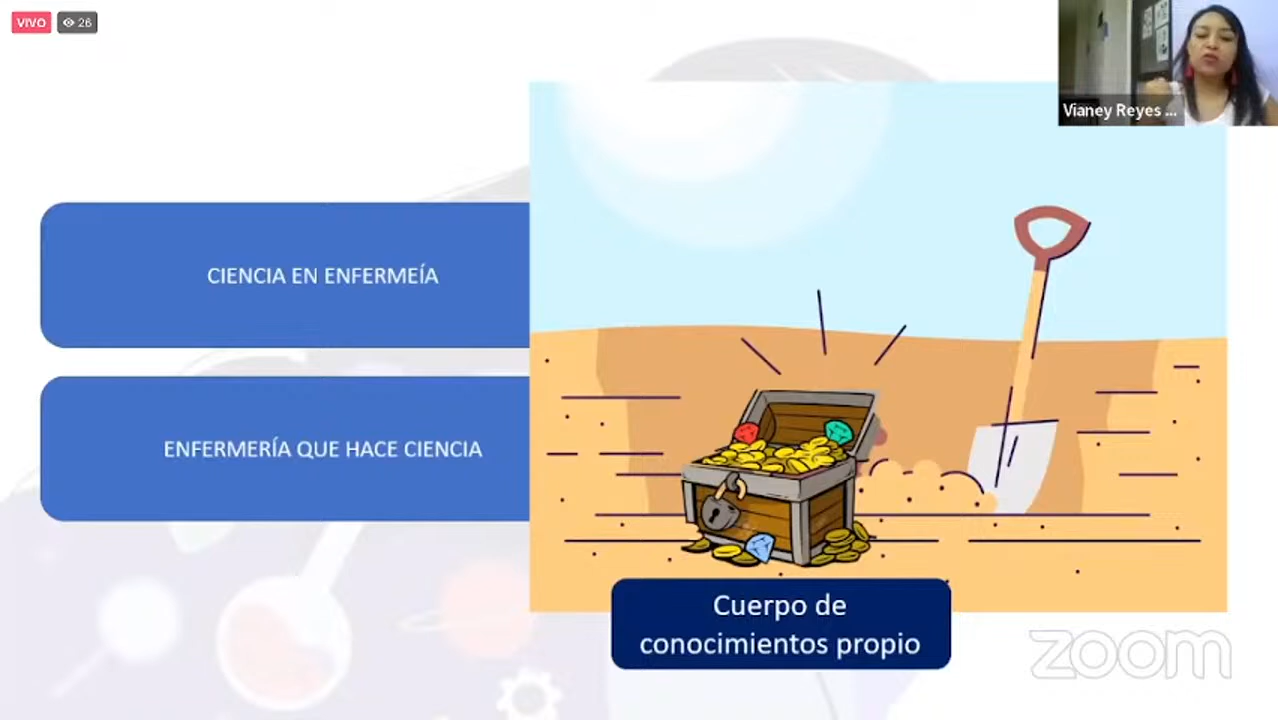 VIVO
26
Vianey Reyes ...
CIENCIA EN ENFERMEÍA
ENFERMERÍA QUE HACE CIENCIA
Cuerpo de
conocimientos propio
zoom